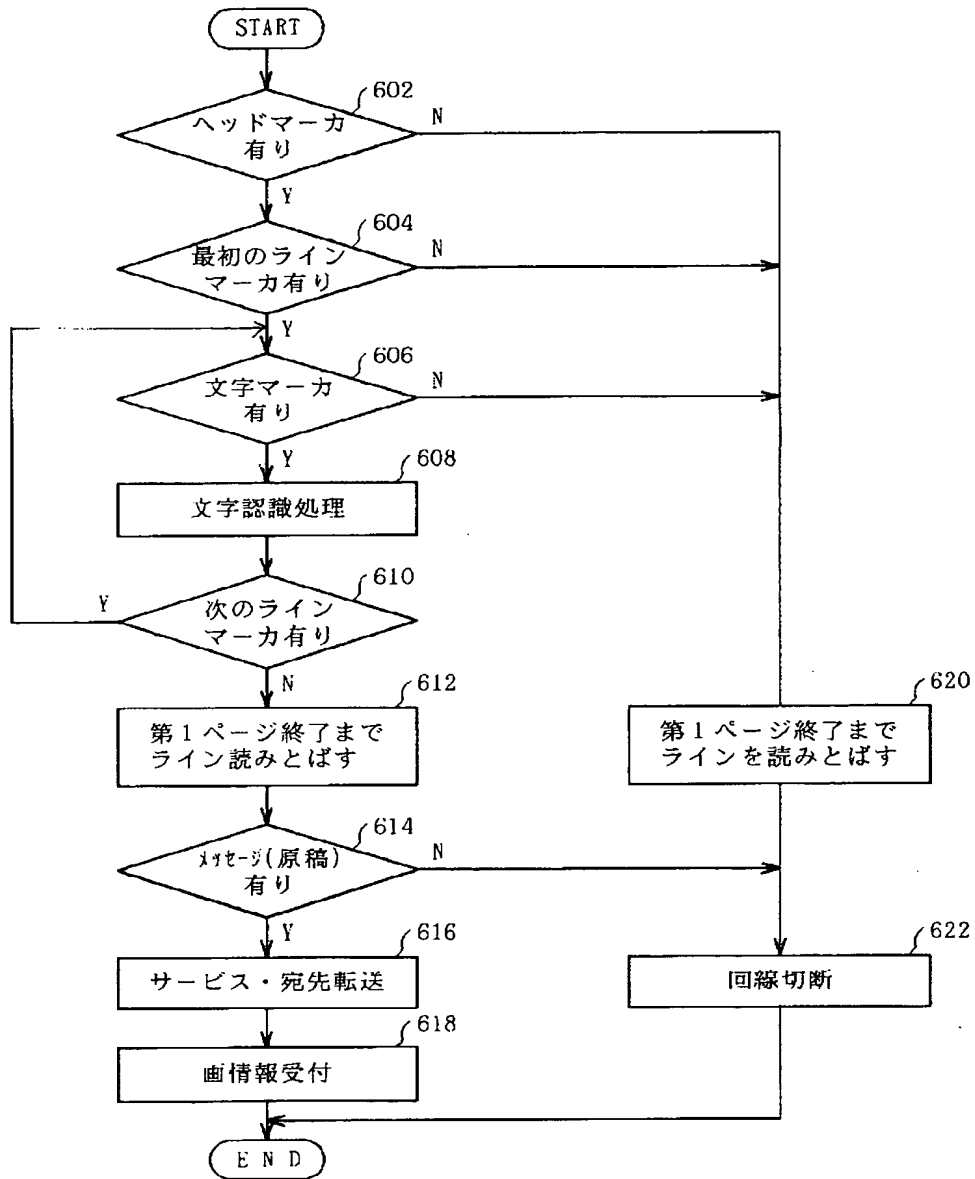 START
602
ヘッドマーカ
有り
N
Y
604
最初のライン
マーカ有り
N
Y
606
文字マーカ
有り
N
Y
608
文字認識処理
610
次のライン
マーカ有り
Y
N
612
第1ページ終了まで
ライン読みとばす
620
第1ページ終了まで
ラインを読みとばす
614
メッセージ(原稿)
有り
N
Y
616
サービス・宛先転送
622
回線切断
618
画情報受付
END